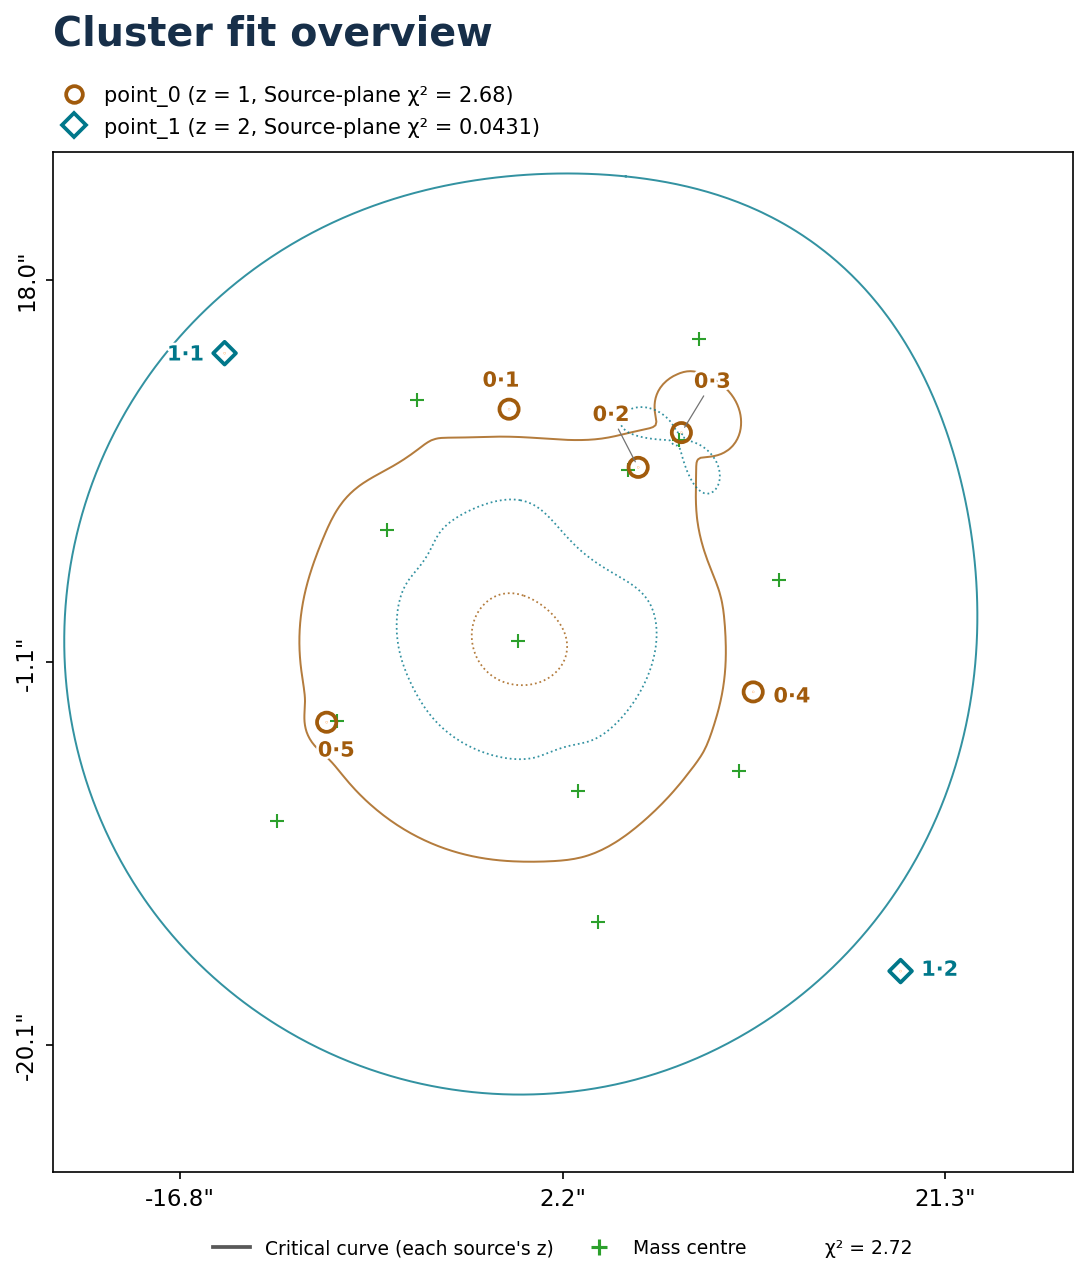 Cluster fit overview
point_0 (z = 1, Source-plane χ² = 2.68)
point_1 (z = 2, Source-plane χ² = 0.0431)
18.0"
-1.1"
-20.1"
1·1
0·1
0·2
0·3
0·4
0·5
1·2
-16.8"
2.2"
21.3"
Critical curve (each source's z)
Mass centre
χ² = 2.72